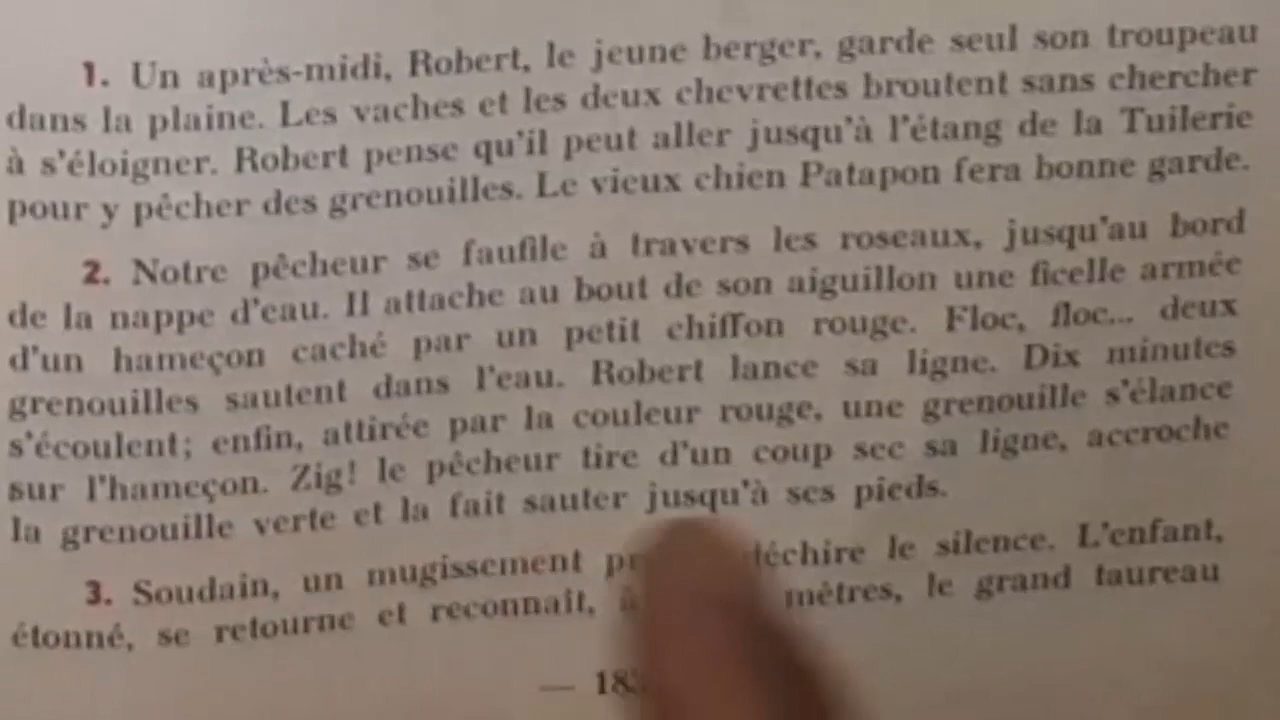 1. Un après-midi, Robert, le jeune berger, garde seul son troupeau
dans la plaine. Les vaches et les deux chevrettes broutent sans chercher
à s'éloigner. Robert pense qu'il peut aller jusqu'à l'étang de la Tuilerie
pour y pêcher des grenouilles. Le vieux chien Patapon fera bonne garde.
2. Notre pêcheur se faufile à travers les roseaux, jusqu'au bord
de la nappe d'eau. Il attache au bout de son aiguillon une ficelle armée
d'un hameçon caché par un petit chiffon rouge. Floc, floc... deux
grenouilles sautent dans l'eau. Robert lance sa ligne. Dix minutes
s'écoulent; enfin, attirée par la couleur rouge, une grenouille s'élance
sur l'hameçon. Zig! le pêcheur tire d'un coup sec sa ligne, accroche
la grenouille verte et la fait sauter jusqu'à ses pieds.
3. Soudain, un mugissement déchire le silence. L'enfant,
étonné, se retourne et reconnaît, à mètres, le grand taureau